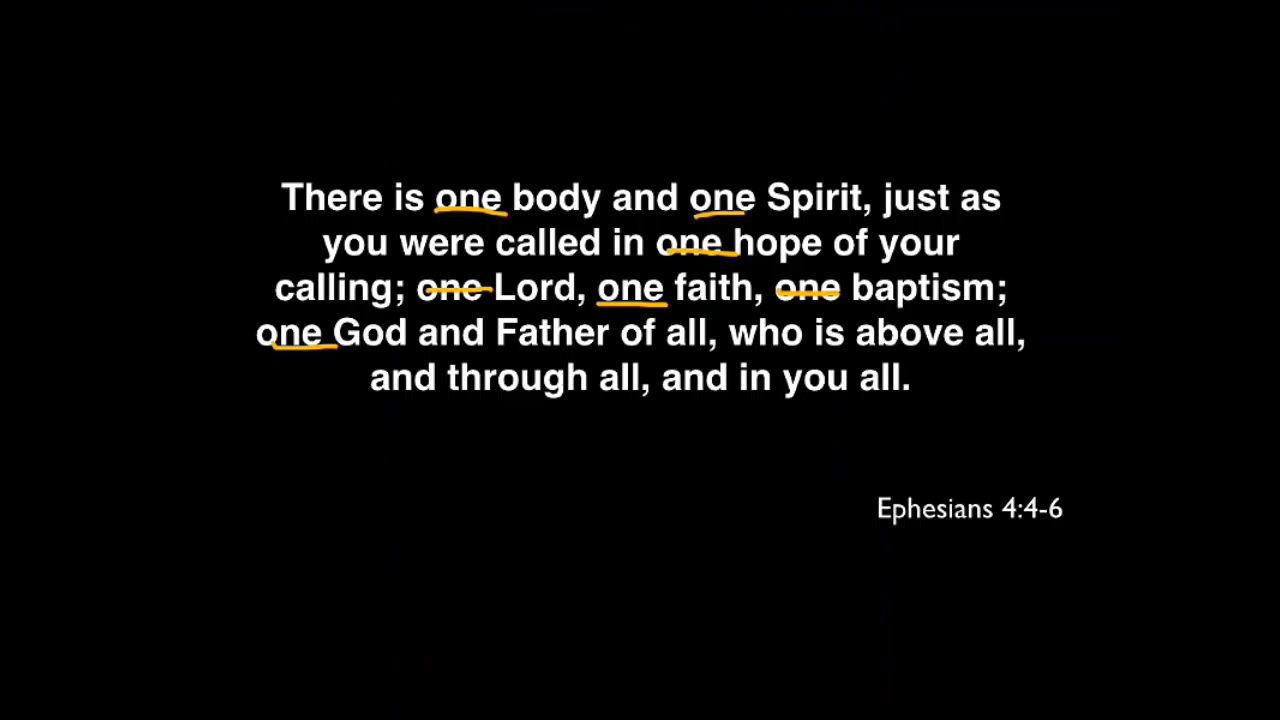 There is one body and one Spirit, just as
you were called in one hope of your
calling; one Lord, one faith, one baptism;
one God and Father of all, who is above all,
and through all, and in you all.
Ephesians 4:4-6